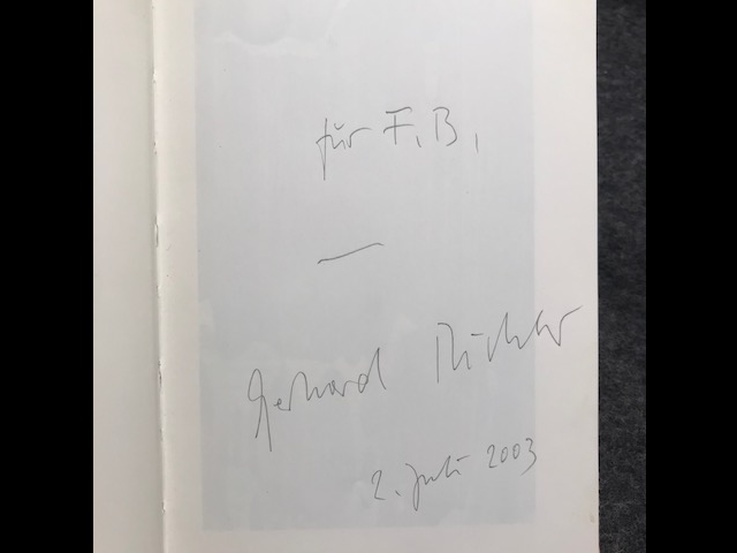 für F. B.
—
Gerhard Richter
2. Juli 2003